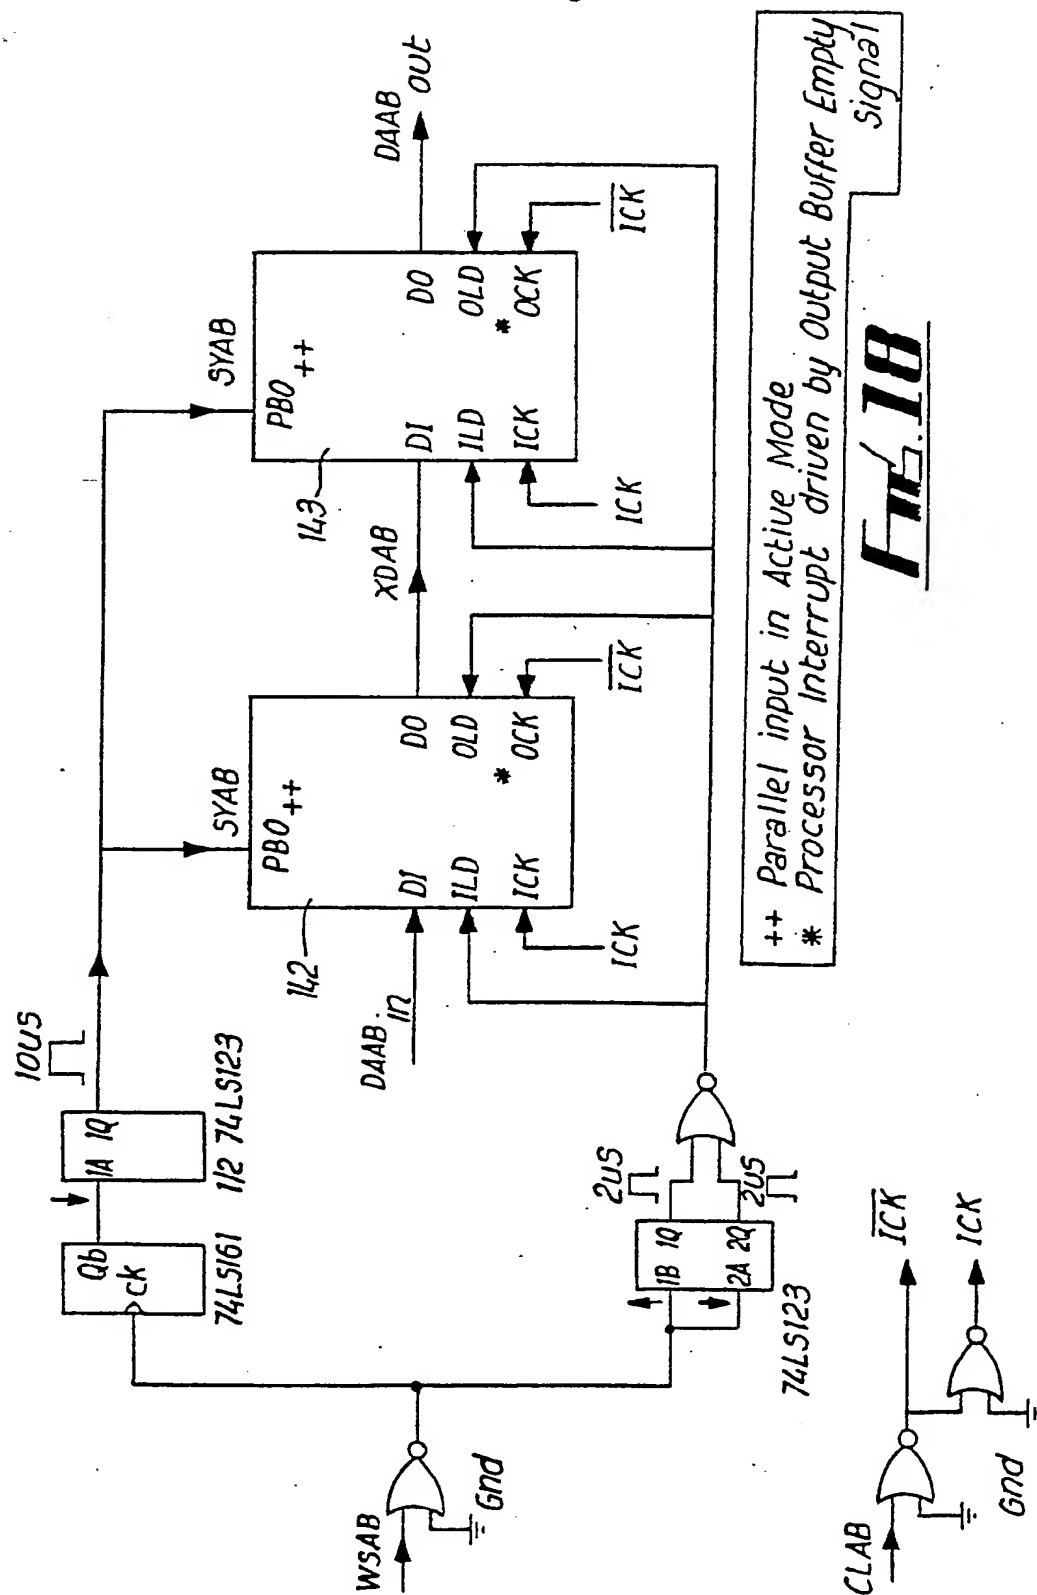 10us
74LS161
Qb
CK
1/2 74LS123
1A 1Q
SYAB
SYAB
142
PBO ++
DI
DO
ILD
OLD
*
ICK
OCK
DAAB
in
ICK
$\overline{ICK}$
XDAB
143
PBO ++
DI
DO
ILD
OLD
*
ICK
OCK
ICK
$\overline{ICK}$
DAAB out
WSAB
Gnd
74LS123
1B 1Q
2A 2Q
2us
2us
CLAB
Gnd
$\overline{ICK}$
ICK
++ Parallel input in Active Mode
* Processor Interrupt driven by Output Buffer Empty
Signal
FIG. 18